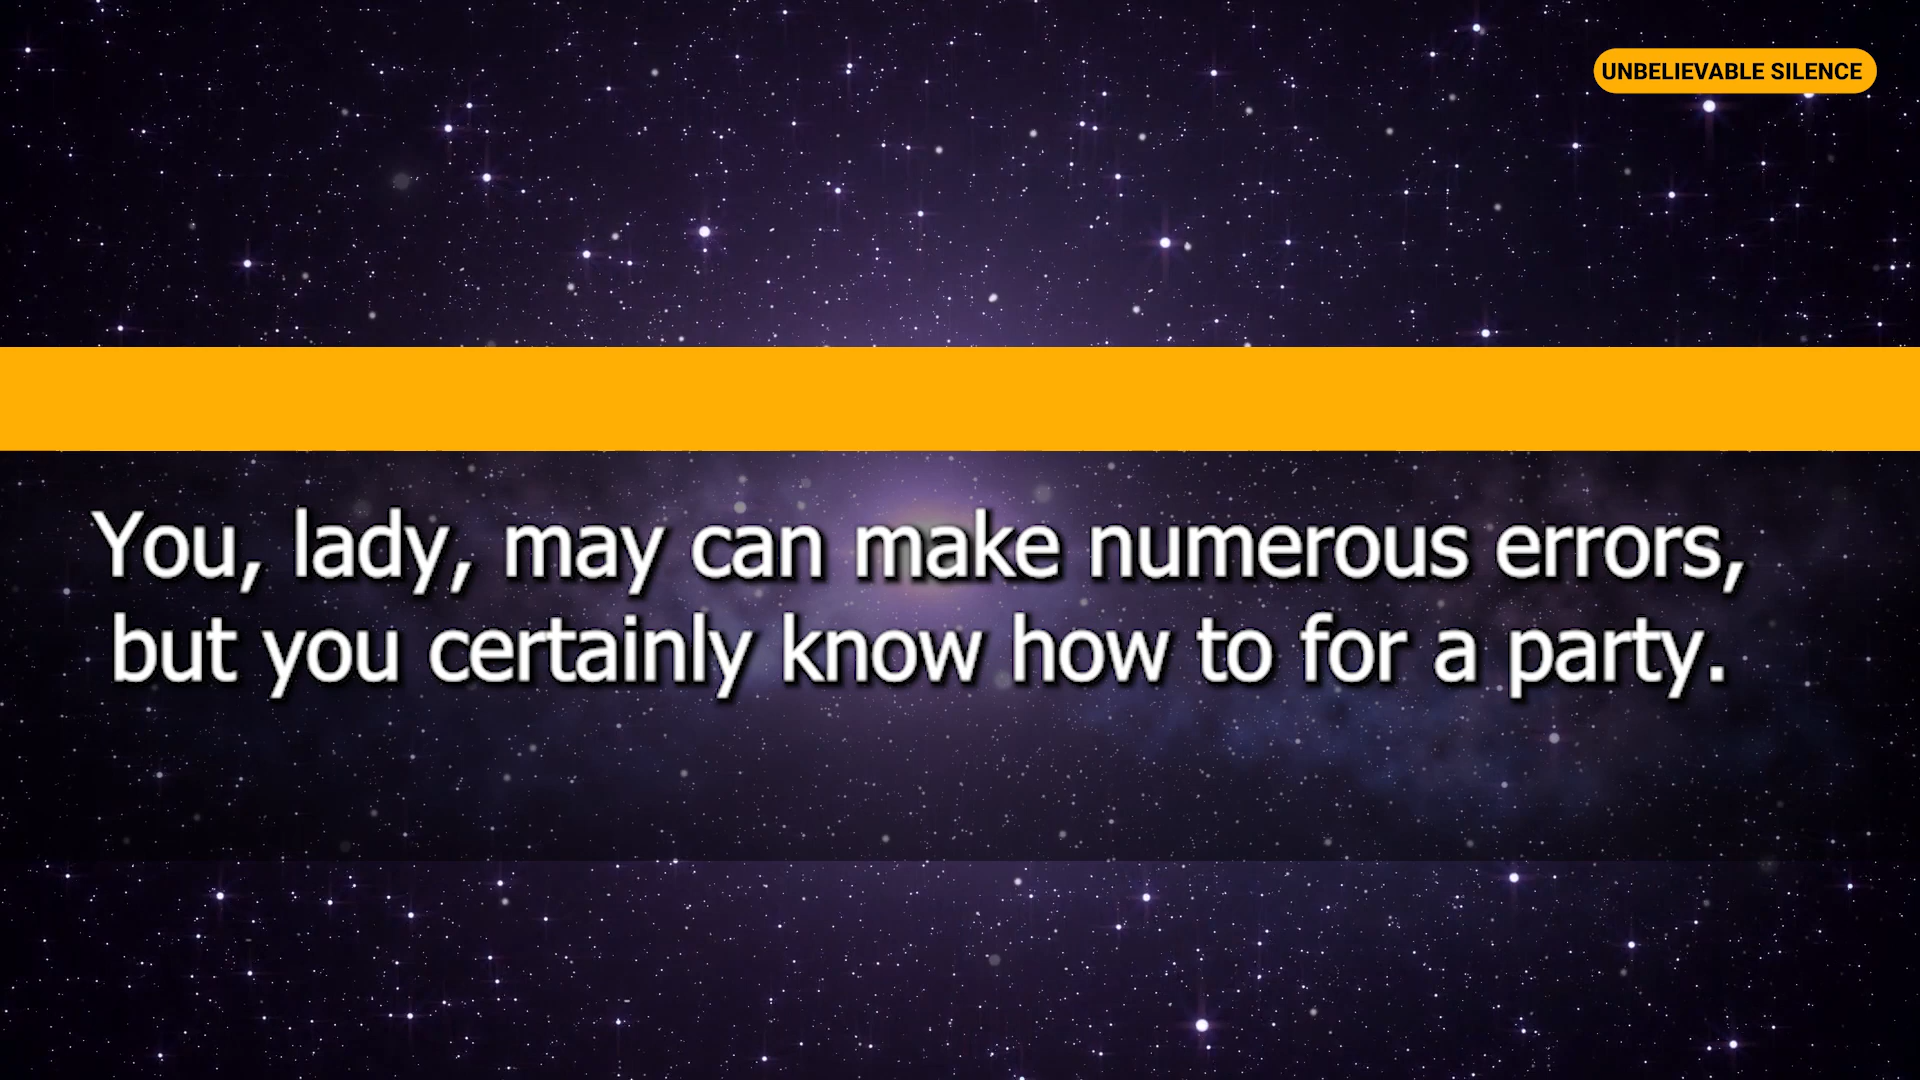 UNBELIEVABLE SILENCE
You, lady, may can make numerous errors,
but you certainly know how to for a party.